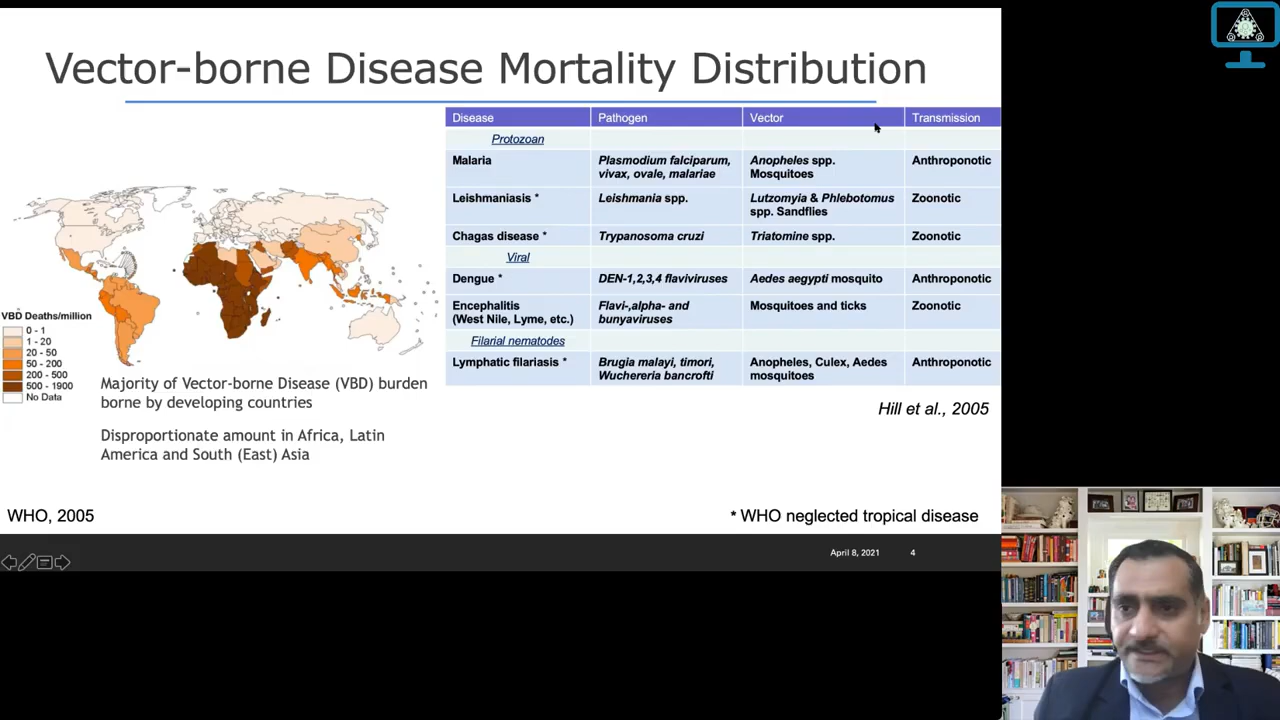 Vector-borne Disease Mortality Distribution
Disease Pathogen Vector Transmission
Protozoan
Malaria Plasmodium falciparum, vivax, ovale, malariae Anopheles spp. Mosquitoes Anthroponotic
Leishmaniasis * Leishmania spp. Lutzomyia & Phlebotomus spp. Sandflies Zoonotic
Chagas disease * Trypanosoma cruzi Triatomine spp. Zoonotic
Viral
Dengue * DEN-1,2,3,4 flaviviruses Aedes aegypti mosquito Anthroponotic
Encephalitis (West Nile, Lyme, etc.) Flavi-,alpha- and bunyaviruses Mosquitoes and ticks Zoonotic
Filarial nematodes
Lymphatic filariasis * Brugia malayi, timori, Wuchereria bancrofti Anopheles, Culex, Aedes mosquitoes Anthroponotic
Hill et al., 2005
VBD Deaths/million
0 - 1
1 - 20
20 - 50
50 - 200
200 - 500
500 - 1900
No Data
Majority of Vector-borne Disease (VBD) burden
borne by developing countries
Disproportionate amount in Africa, Latin
America and South (East) Asia
WHO, 2005
* WHO neglected tropical disease
April 8, 2021 4